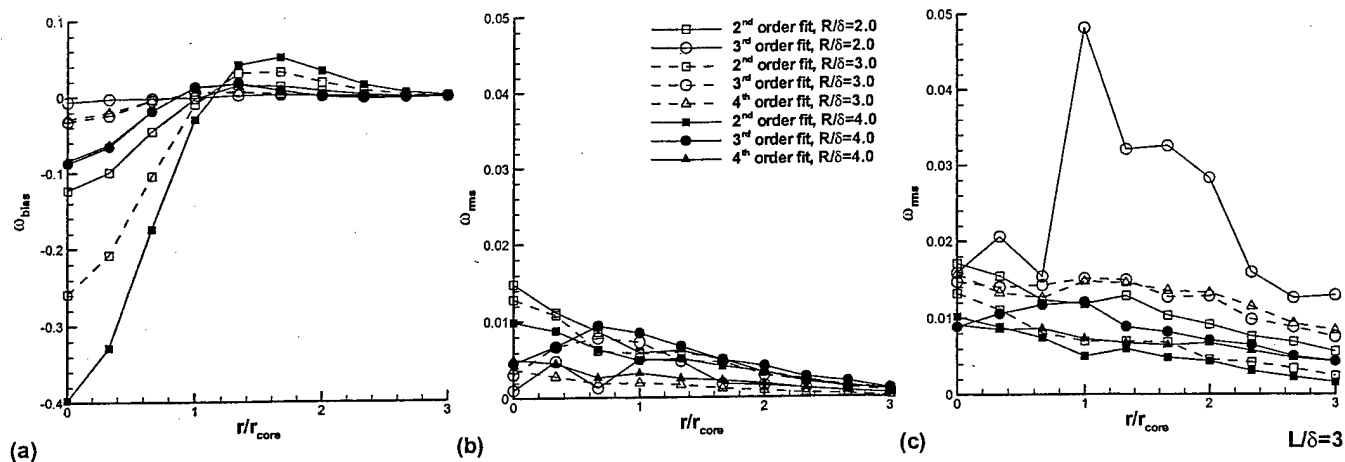 0.1
0
-0.1
-0.2
-0.3
-0.4
ω_bias
0 1 2 3
r/r_core
(a)
0.05
0.04
0.03
0.02
0.01
0
ω_rms
0 1 2 3
r/r_core
(b)
2nd order fit, R/δ=2.0
3rd order fit, R/δ=2.0
2nd order fit, R/δ=3.0
3rd order fit, R/δ=3.0
4th order fit, R/δ=3.0
2nd order fit, R/δ=4.0
3rd order fit, R/δ=4.0
4th order fit, R/δ=4.0
0.05
0.04
0.03
0.02
0.01
0
ω_rms
0 1 2 3
r/r_core
(c)
L/δ=3